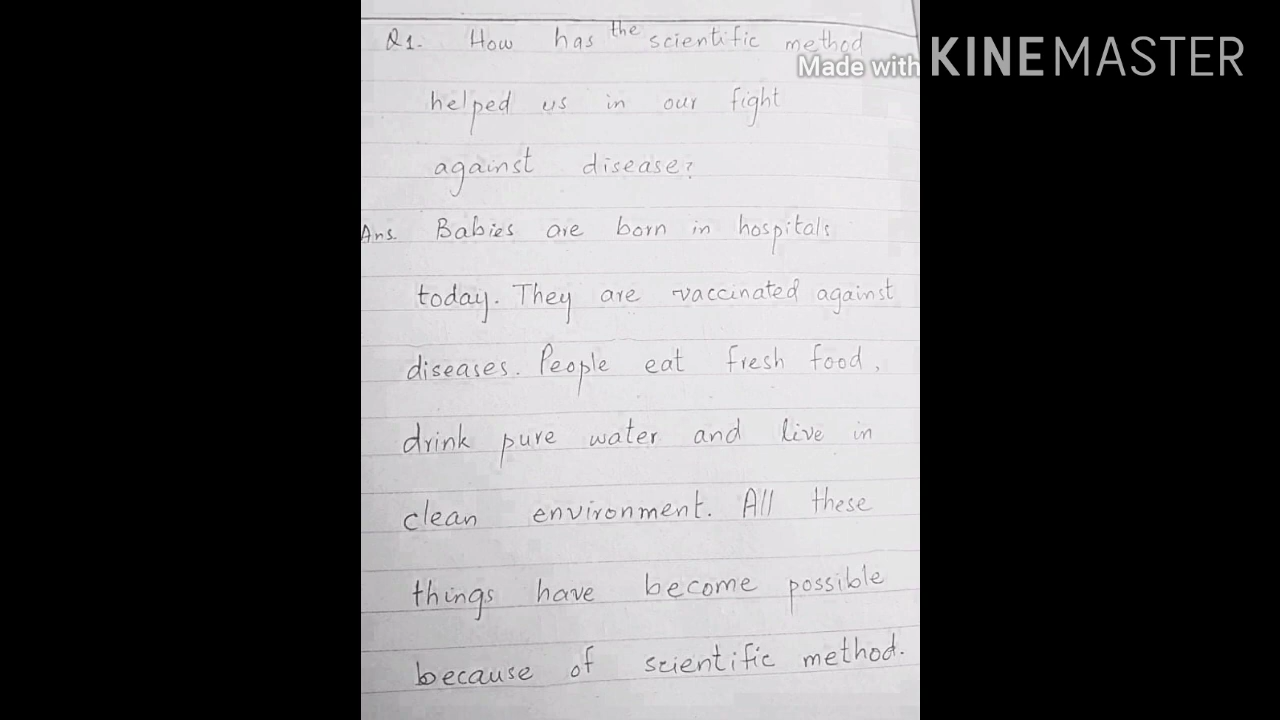 Q1. How has the scientific method
Made with KINEMASTER
helped us in our fight
against disease?
Ans. Babies are born in hospitals
today. They are vaccinated against
diseases. People eat fresh food,
drink pure water and live in
clean environment. All these
things have become possible
because of scientific method.